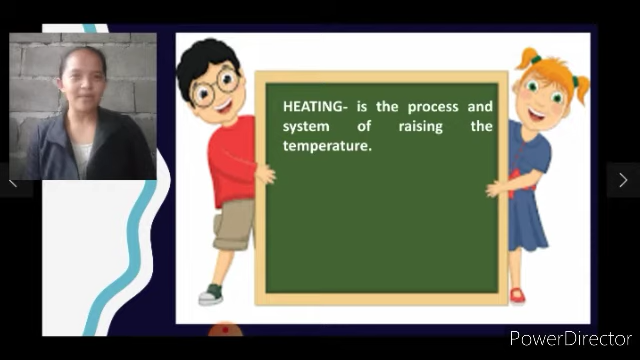 HEATING- is the process and
system of raising the
temperature.
PowerDirector